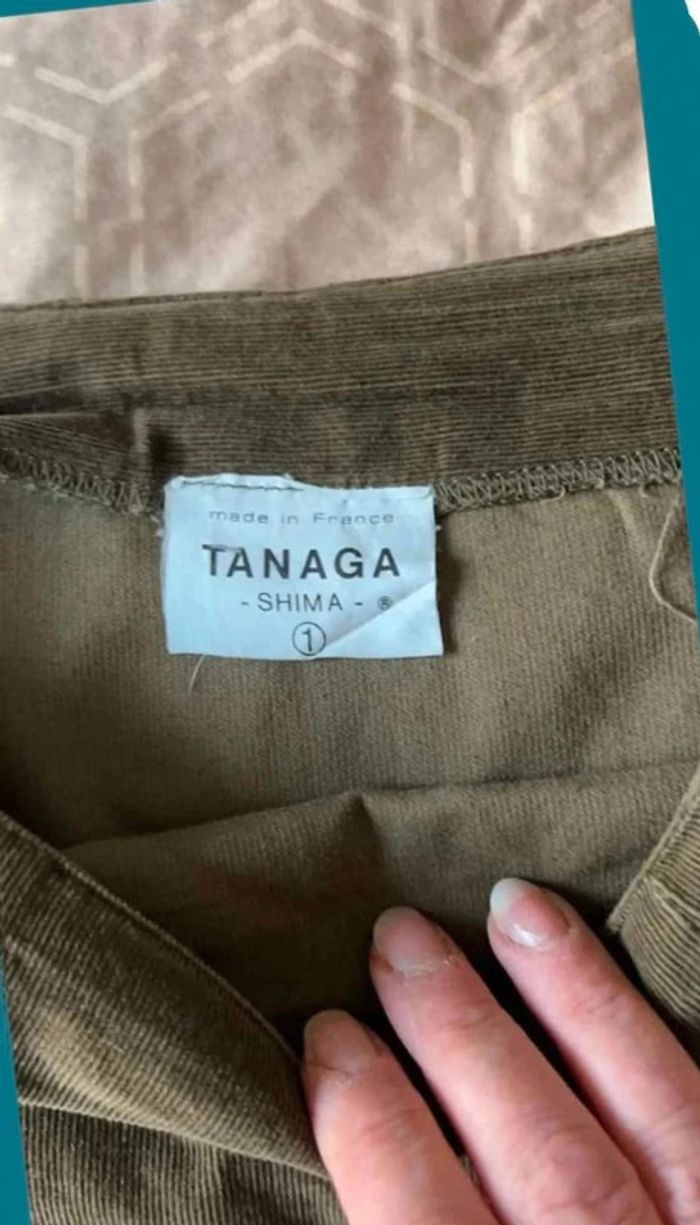 made in France
TANAGA
- SHIMA - ®
①